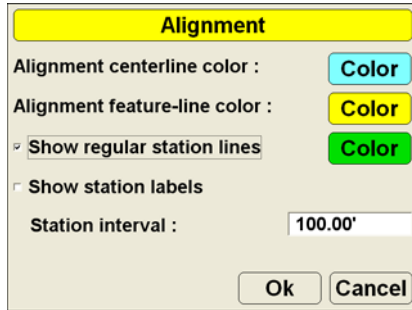 Alignment
Alignment centerline color : Color
Alignment feature-line color : Color
Show regular station lines Color
Show station labels
Station interval : 100.00'
Ok Cancel